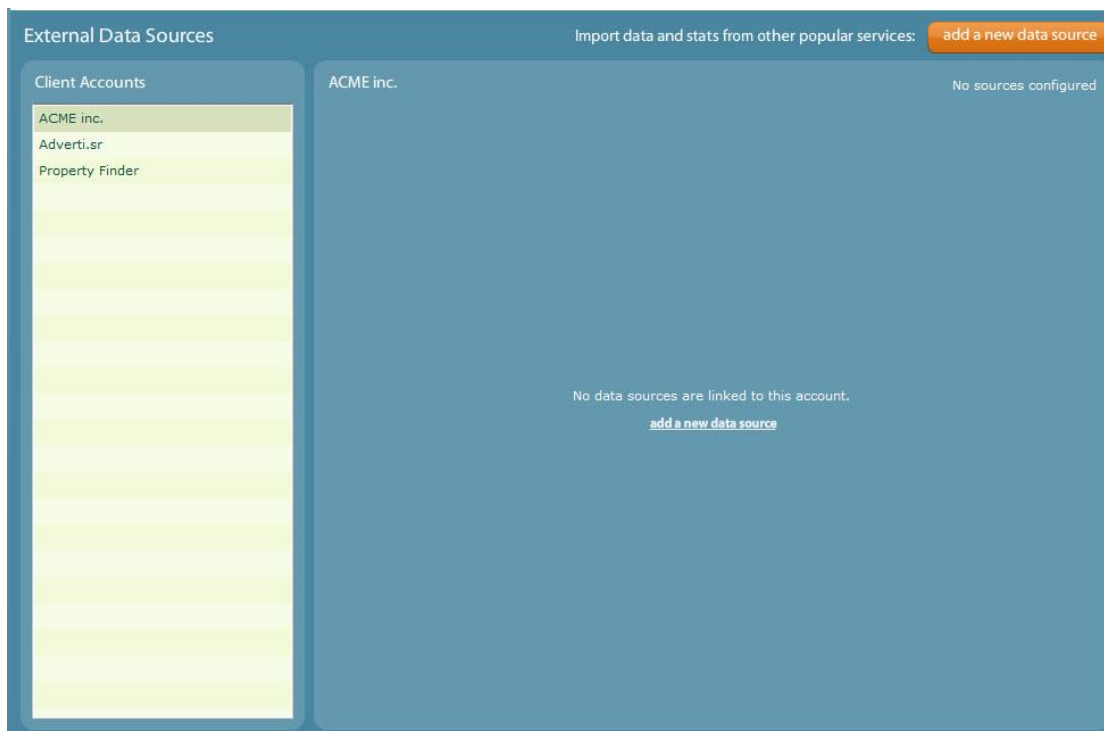 External Data Sources
Import data and stats from other popular services:
add a new data source
Client Accounts
ACME inc.
Adverti.sr
Property Finder
ACME inc.
No sources configured
No data sources are linked to this account.
add a new data source